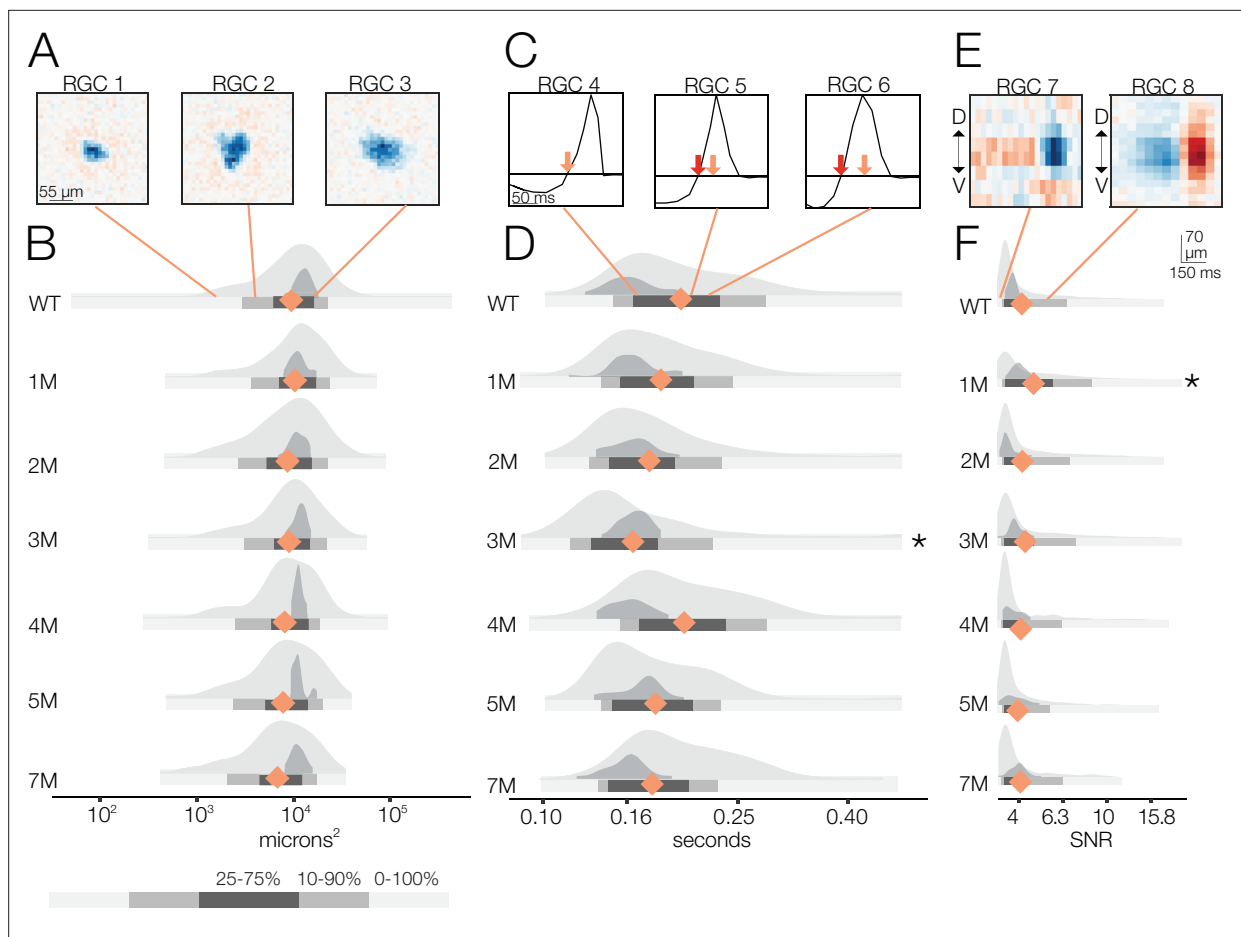 A
RGC 1 RGC 2 RGC 3
55 µm
B
WT
1M
2M
3M
4M
5M
7M
10² 10³ 10⁴ 10⁵
microns²
25-75% 10-90% 0-100%
C
RGC 4 RGC 5 RGC 6
50 ms
D
WT
1M
2M
3M *
4M
5M
7M
0.10 0.16 0.25 0.40
seconds
E
RGC 7 RGC 8
D D
V V
F
70
µm
150 ms
WT
1M *
2M
3M
4M
5M
7M
4 6.3 10 15.8
SNR